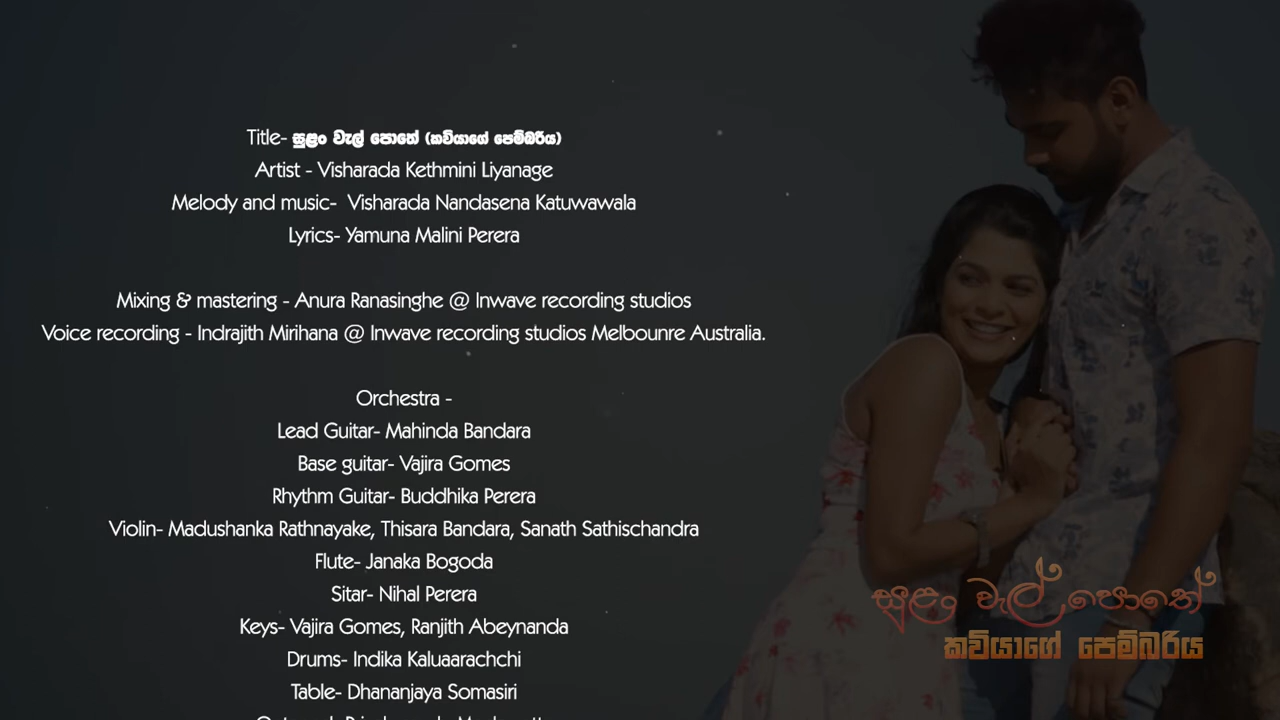 Title- සුළං වැල් පොතේ (කවියාගේ පෙම්බරිය)
Artist - Visharada Kethmini Liyanage
Melody and music- Visharada Nandasena Katuwawala
Lyrics- Yamuna Malini Perera
Mixing & mastering - Anura Ranasinghe @ Inwave recording studios
Voice recording - Indrajith Mirihana @ Inwave recording studios Melbounre Australia.
Orchestra -
Lead Guitar- Mahinda Bandara
Base guitar- Vajira Gomes
Rhythm Guitar- Buddhika Perera
Violin- Madushanka Rathnayake, Thisara Bandara, Sanath Sathischandra
Flute- Janaka Bogoda
Sitar- Nihal Perera
Keys- Vajira Gomes, Ranjith Abeynanda
Drums- Indika Kaluaarachchi
Table- Dhananjaya Somasiri
සුළං වැල් පොතේ
කවියාගේ පෙම්බරිය